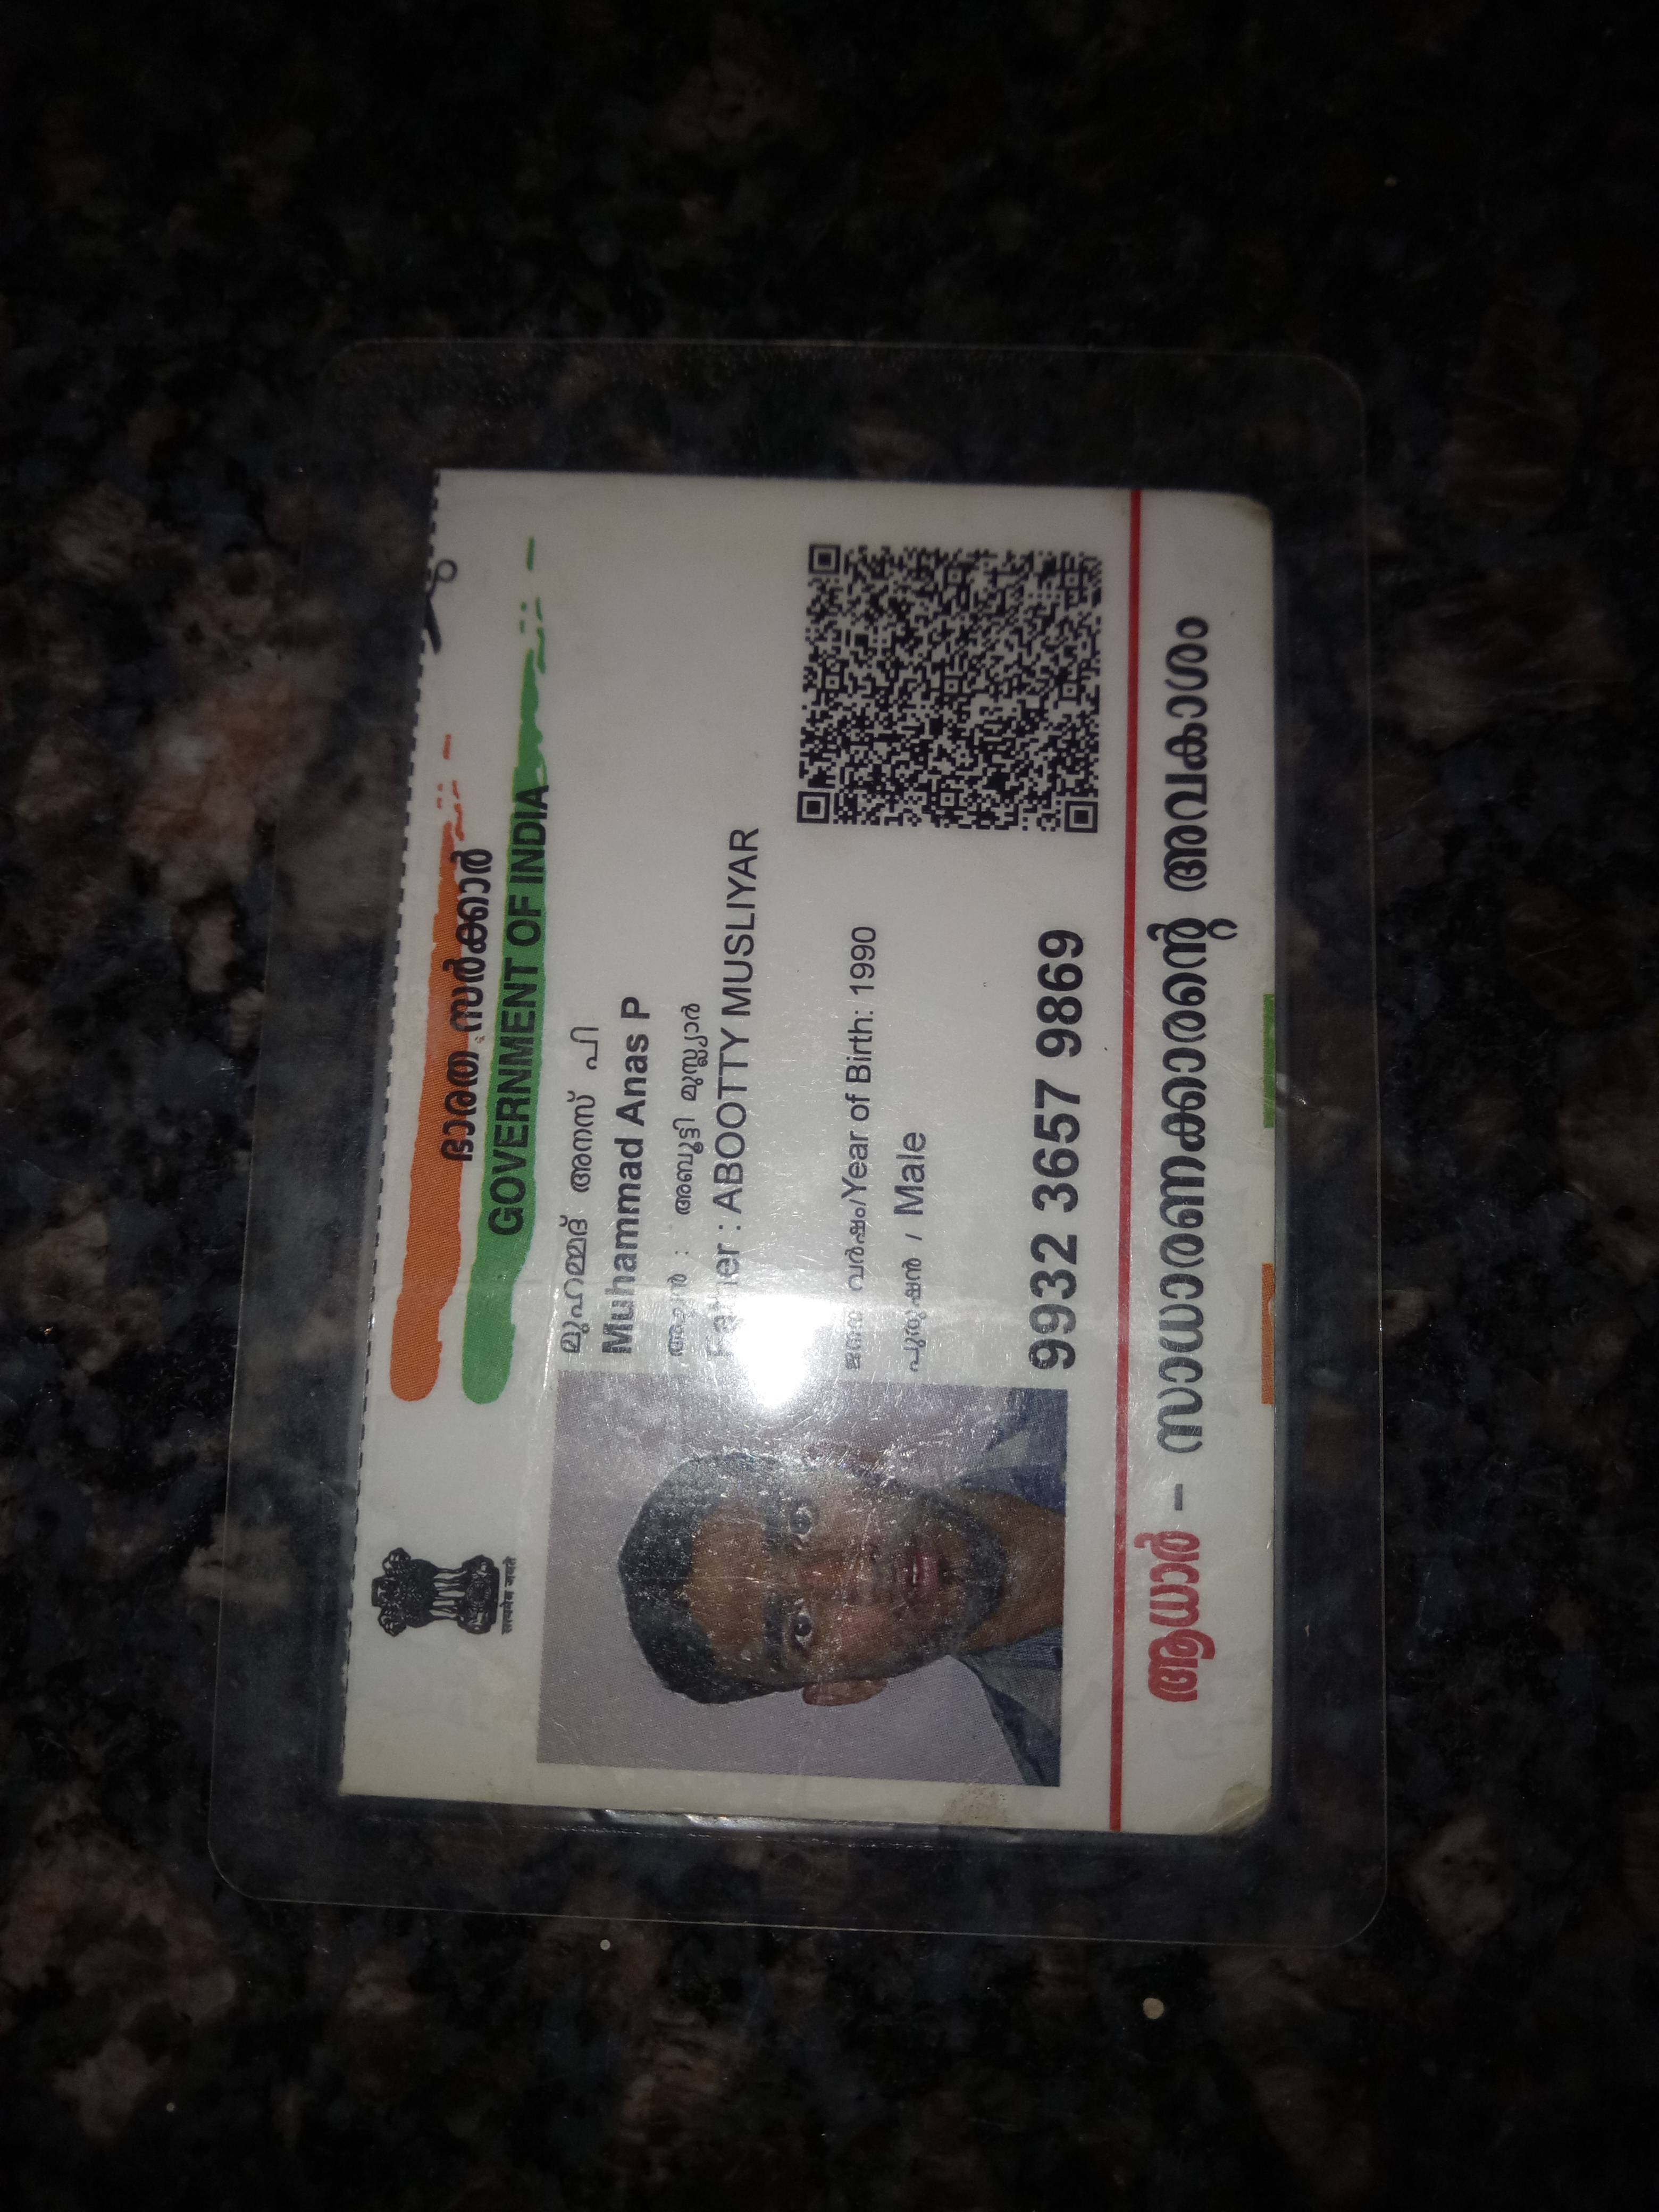 ഭാരത സർക്കാർ
GOVERNMENT OF INDIA
सत्यमेव जयते
മുഹമ്മദ് അനസ് പി
Muhammad Anas P
അച്ഛൻ : അബൂട്ടി മുസ്ല്യാർ
Father : ABOOTTY MUSLIYAR
ജനന വർഷം/Year of Birth: 1990
പുരുഷൻ / Male
9932 3657 9869
ആധാർ - സാധാരണക്കാരന്റെ അവകാശം